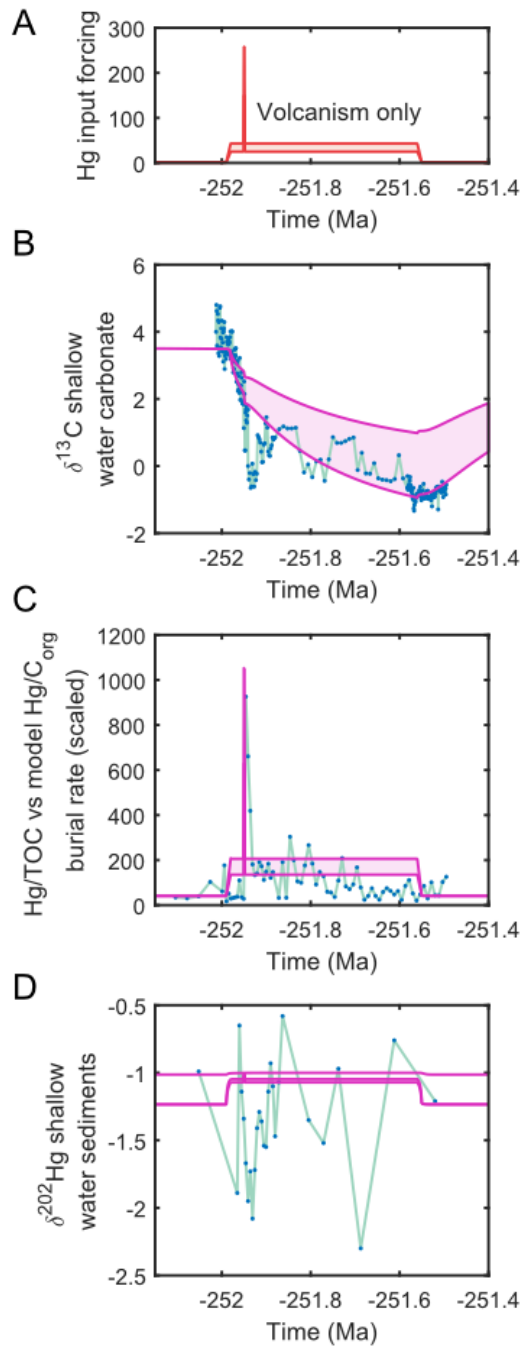 A
Hg input forcing
300
200
100
0
Volcanism only
-252 -251.8 -251.6 -251.4
Time (Ma)
B
δ13C shallow
water carbonate
6
4
2
0
-2
-252 -251.8 -251.6 -251.4
Time (Ma)
C
Hg/TOC vs model Hg/Corg
burial rate (scaled)
1200
1000
800
600
400
200
0
-252 -251.8 -251.6 -251.4
Time (Ma)
D
δ202Hg shallow
water sediments
-0.5
-1
-1.5
-2
-2.5
-252 -251.8 -251.6 -251.4
Time (Ma)